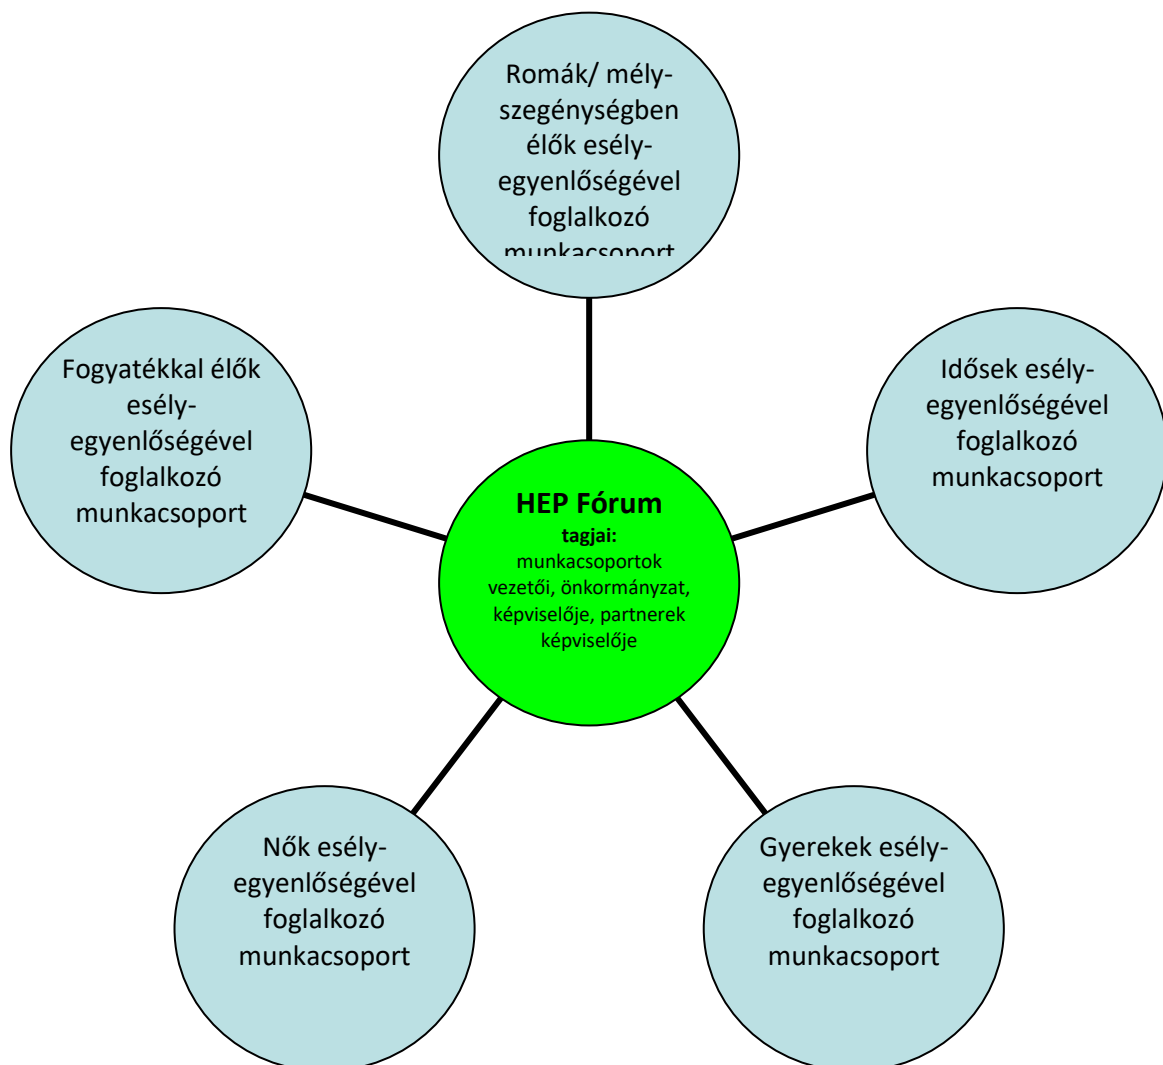 Romák/ mély-
szegénységben
élők esély-
egyenlőségével
foglalkozó
munkacsoport
Fogyatékkal élők
esély-
egyenlőségével
foglalkozó
munkacsoport
Idősek esély-
egyenlőségével
foglalkozó
munkacsoport
HEP Fórum
tagjai:
munkacsoportok
vezetői, önkormányzat,
képviselője, partnerek
képviselője
Nők esély-
egyenlőségével
foglalkozó
munkacsoport
Gyerekek esély-
egyenlőségével
foglalkozó
munkacsoport